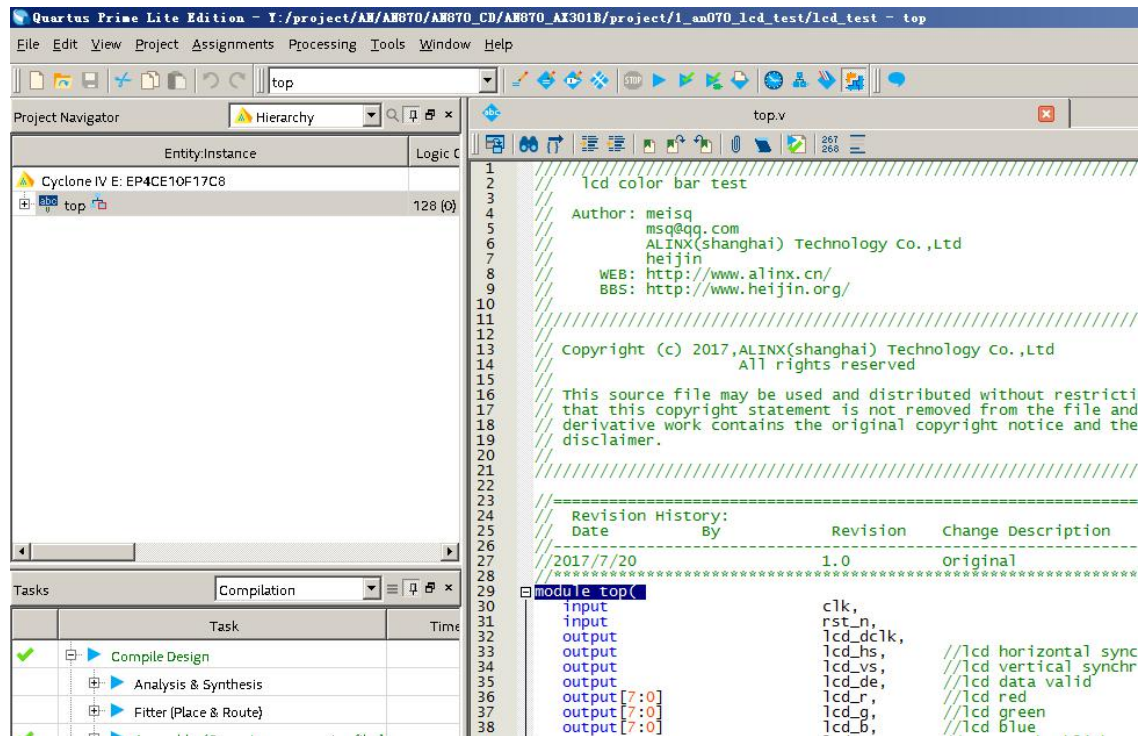 Quartus Prime Lite Edition - Y:/project/AN/AN870/AN870_CD/AN870_AX301B/project/1_an070_lcd_test/lcd_test - top
File Edit View Project Assignments Processing Tools Window Help
top
STOP
Project Navigator
Hierarchy
Entity:Instance
Logic C
Cyclone IV E: EP4CE10F17C8
abc top
128 (0)
Tasks
Compilation
Task
Time
Compile Design
Analysis & Synthesis
Fitter (Place & Route)
abc
top.v
267
268
1 ////////////////////////////////////////////////////////////////
2 // lcd color bar test
3 //
4 // Author: meisq
5 // msq@qq.com
6 // ALINX(shanghai) Technology Co.,Ltd
7 // heijin
8 // WEB: http://www.alinx.cn/
9 // BBS: http://www.heijin.org/
10 //
11 ////////////////////////////////////////////////////////////////
12 //
13 // Copyright (c) 2017,ALINX(shanghai) Technology Co.,Ltd
14 // All rights reserved
15 //
16 // This source file may be used and distributed without restricti
17 // that this copyright statement is not removed from the file and
18 // derivative work contains the original copyright notice and the
19 // disclaimer.
20 //
21 ////////////////////////////////////////////////////////////////
22
23 //================================================================
24 // Revision History:
25 // Date By Revision Change Description
26 //----------------------------------------------------------------
27 //2017/7/20 1.0 Original
28 //****************************************************************
29 module top(
30 input clk,
31 input rst_n,
32 output lcd_dclk,
33 output lcd_hs, //lcd horizontal sync
34 output lcd_vs, //lcd vertical synchr
35 output lcd_de, //lcd data valid
36 output[7:0] lcd_r, //lcd red
37 output[7:0] lcd_g, //lcd green
38 output[7:0] lcd_b, //lcd blue